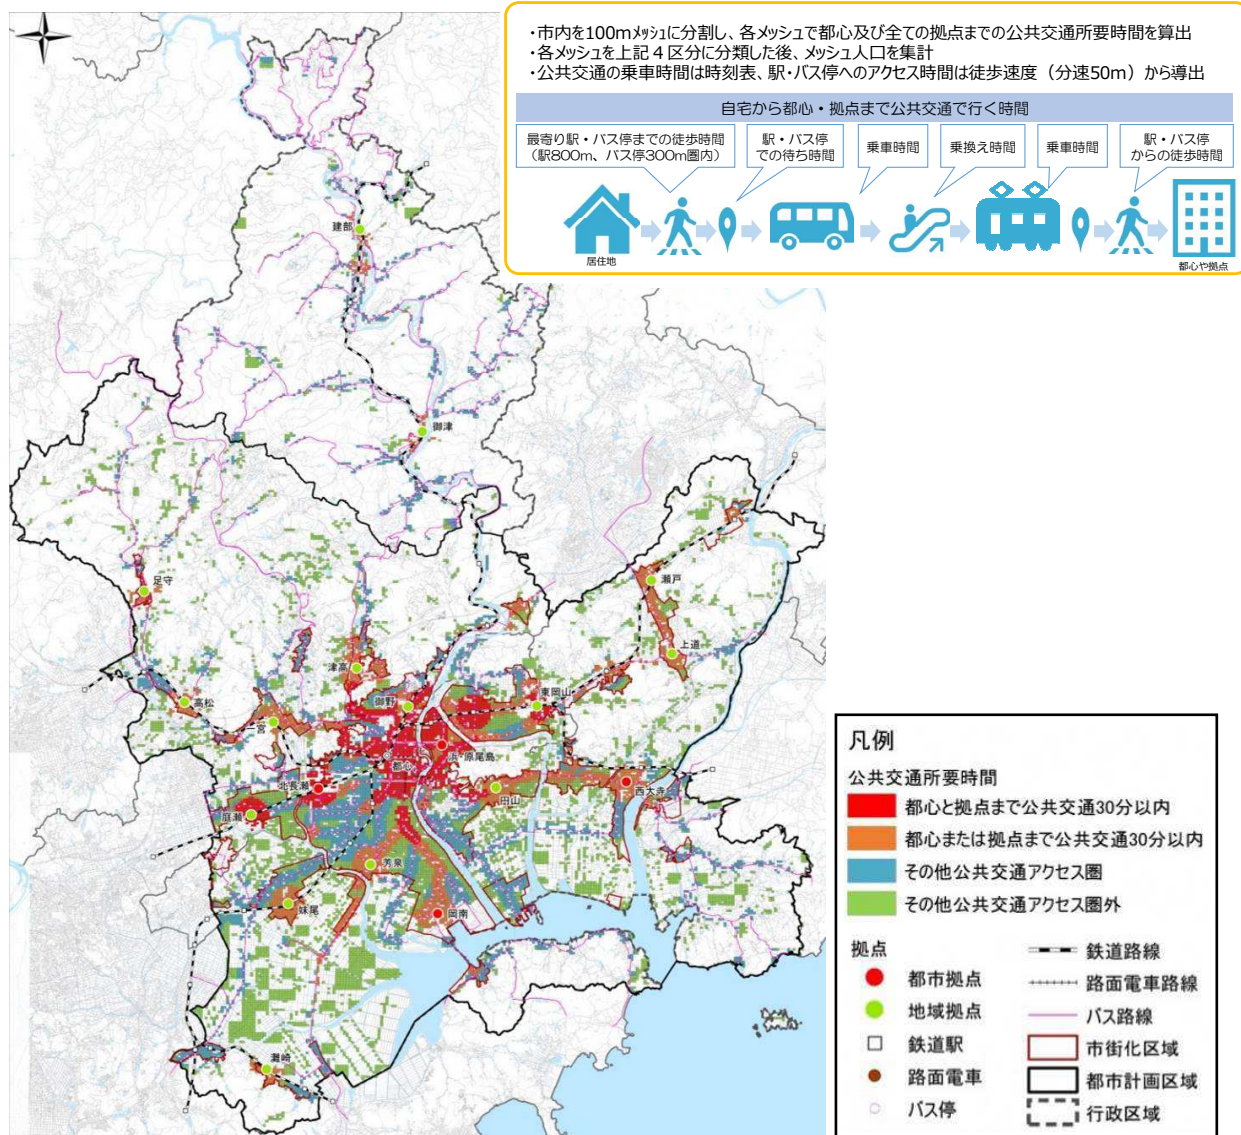 ・市内を100mメッシュに分割し、各メッシュで都心及び全ての拠点までの公共交通所要時間を算出
・各メッシュを上記４区分に分類した後、メッシュ人口を集計
・公共交通の乗車時間は時刻表、駅・バス停へのアクセス時間は徒歩速度（分速50m）から導出
自宅から都心・拠点まで公共交通で行く時間
最寄り駅・バス停までの徒歩時間
（駅800m、バス停300m圏内）
駅・バス停
での待ち時間
乗車時間
乗換え時間
乗車時間
駅・バス停
からの徒歩時間
居住地
都心や拠点
建部
御津
足守
瀬戸
上道
津高
高松
一宮
御野
東岡山
浜・原尾島
都心
北長瀬
庭瀬
円山
西大寺
芳泉
妹尾
岡南
灘崎
凡例
公共交通所要時間
都心と拠点まで公共交通30分以内
都心または拠点まで公共交通30分以内
その他公共交通アクセス圏
その他公共交通アクセス圏外
拠点
都市拠点
地域拠点
鉄道駅
路面電車
バス停
鉄道路線
路面電車路線
バス路線
市街化区域
都市計画区域
行政区域